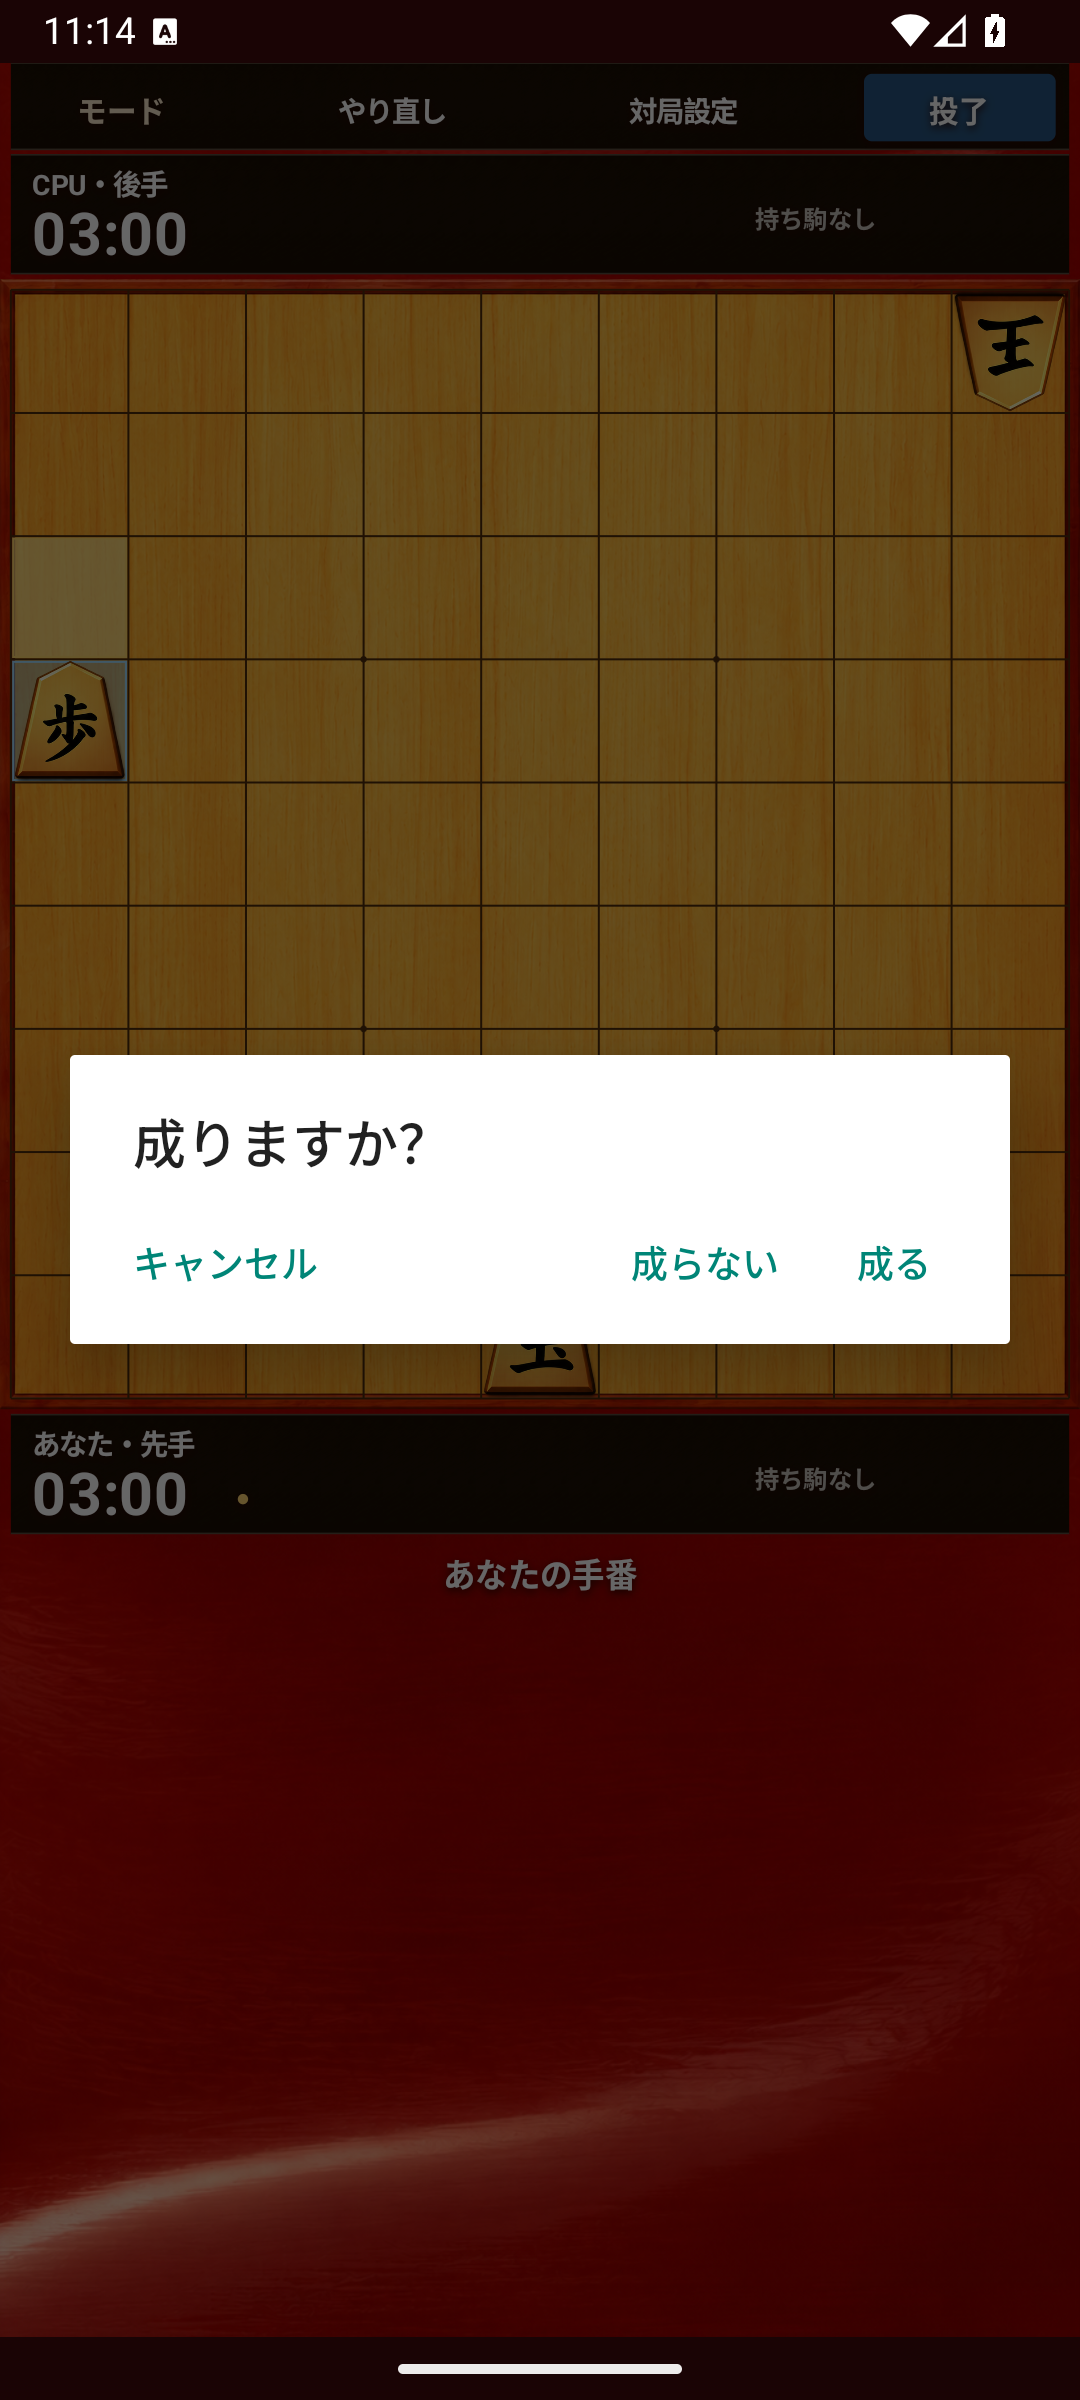 11:14
モード やり直し 対局設定 投了
CPU・後手
03:00
持ち駒なし
王
歩
成りますか?
キャンセル 成らない 成る
あなた・先手
03:00
持ち駒なし
あなたの手番